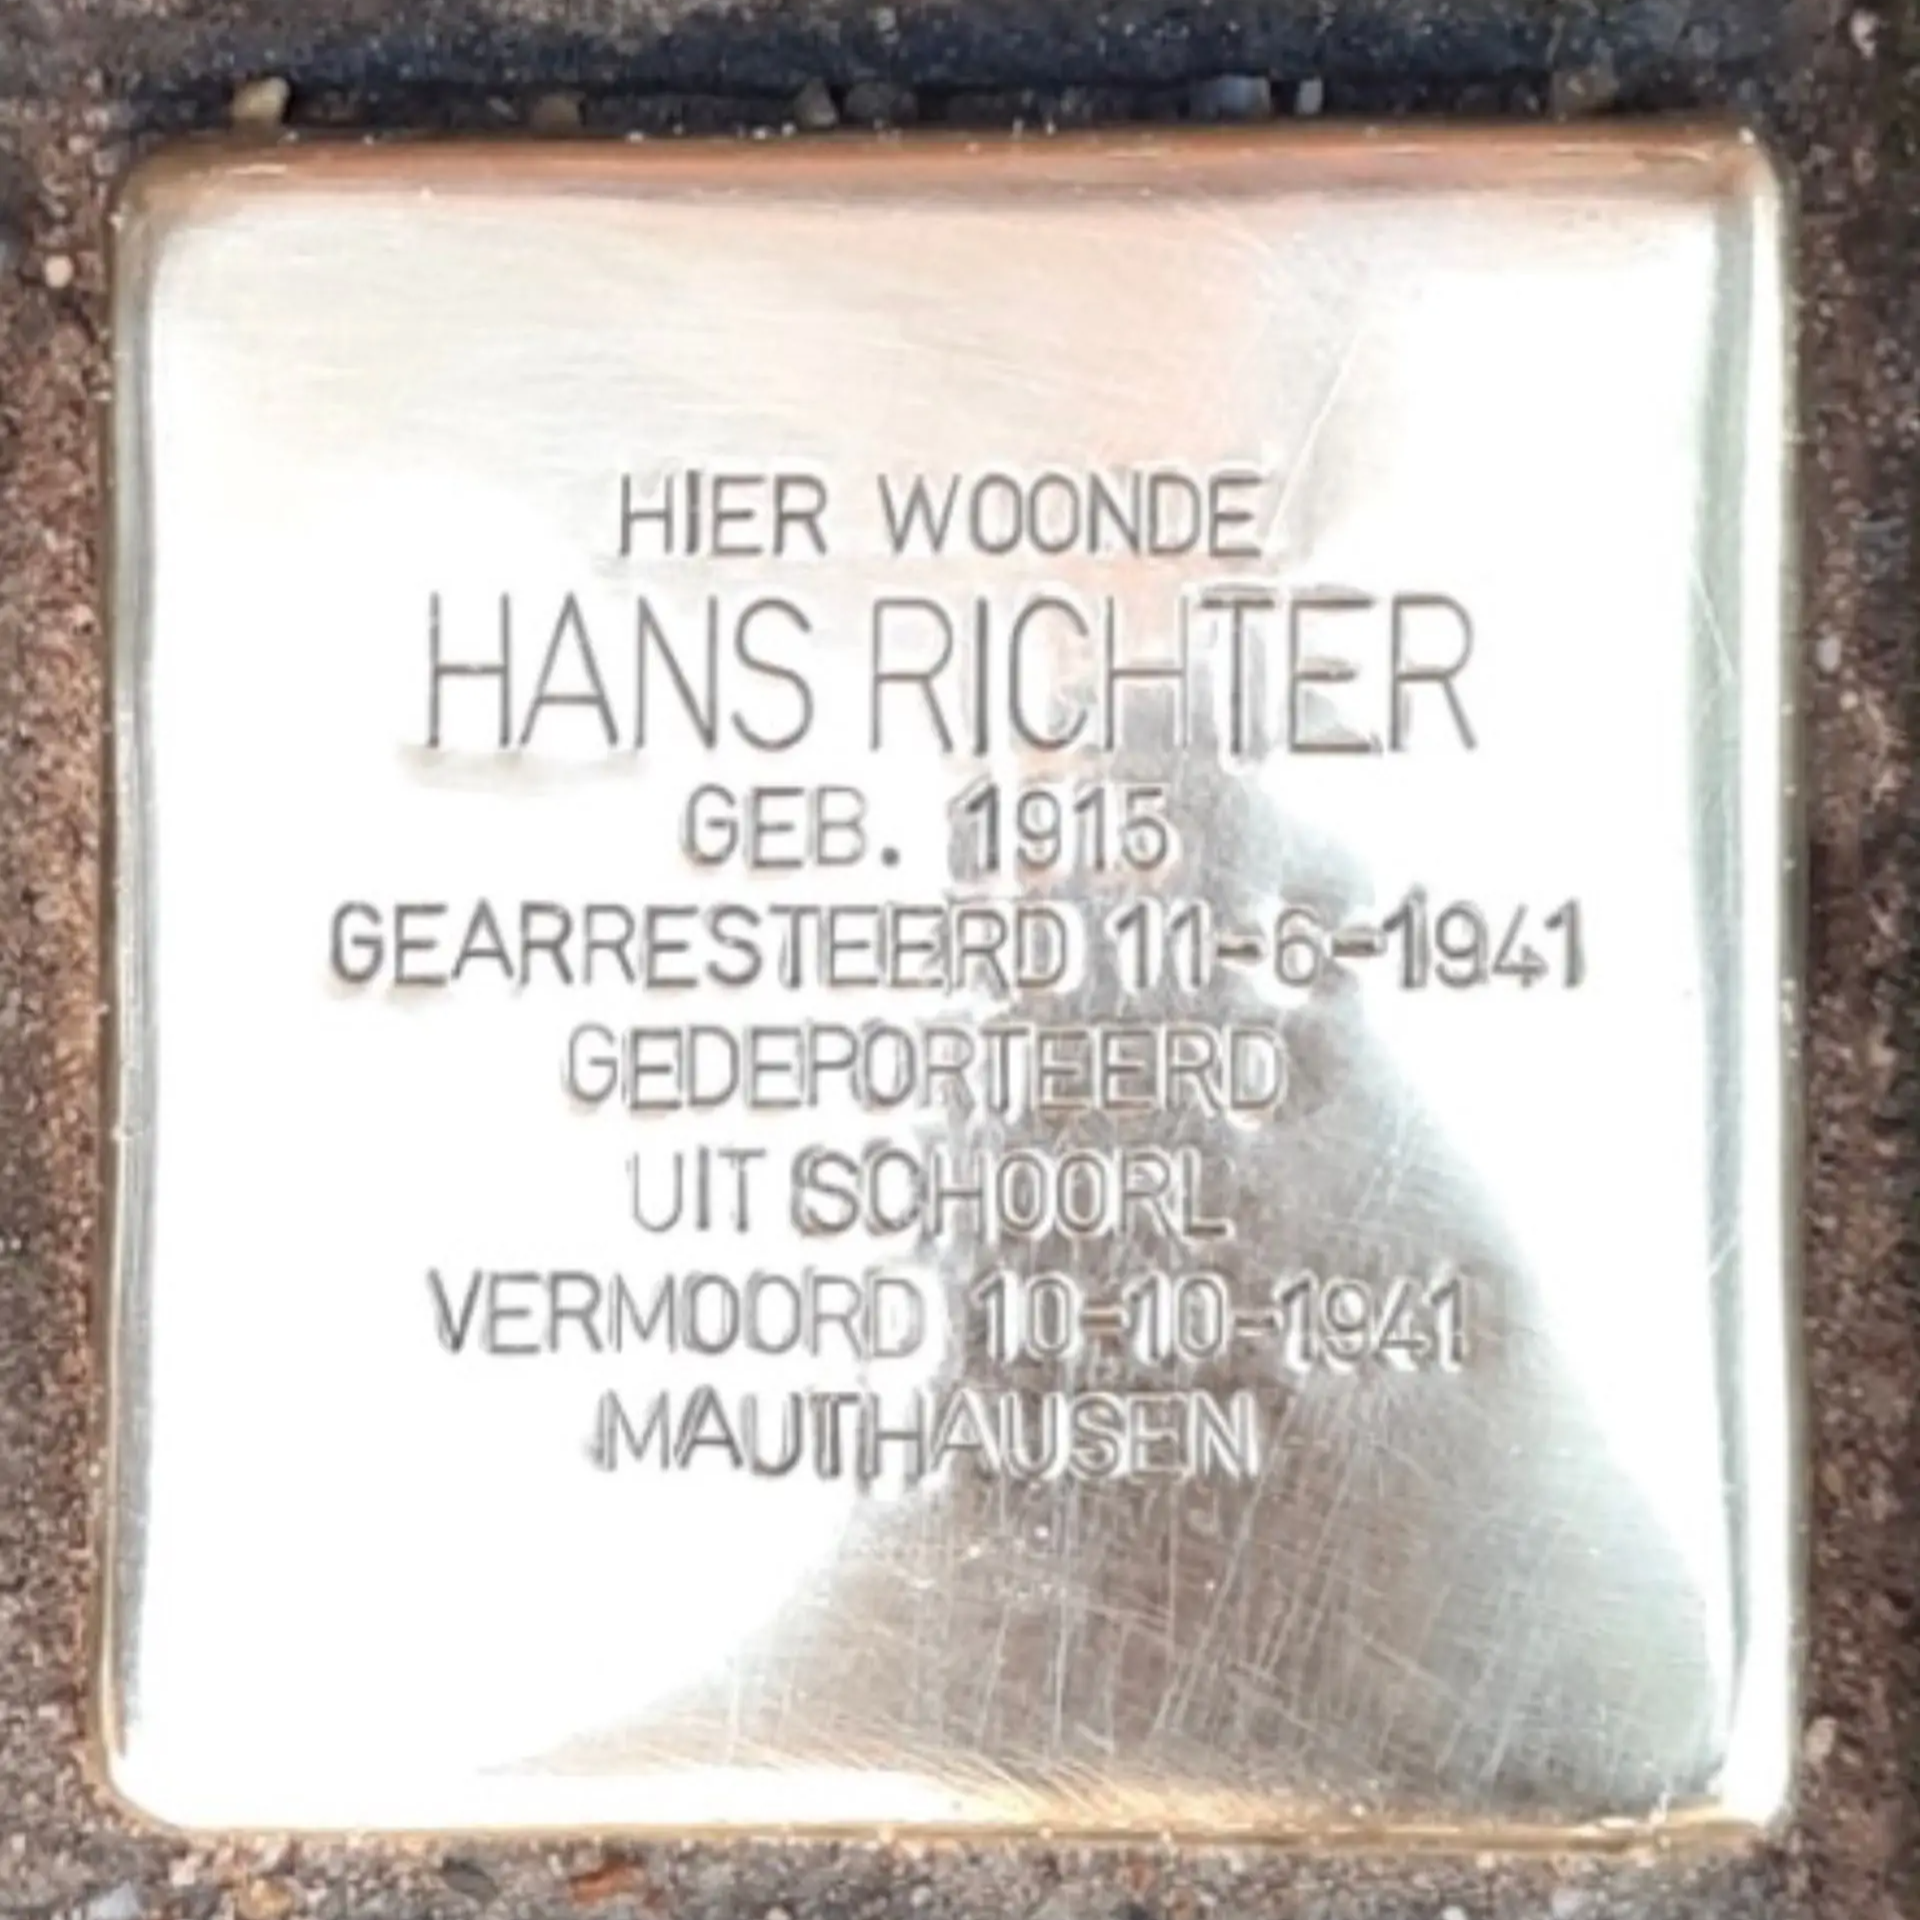 HIER WOONDE
HANS RICHTER
GEB. 1915
GEARRESTEERD 11-6-1941
GEDEPORTEERD
UIT SCHOORL
VERMOORD 10-10-1941
MAUTHAUSEN